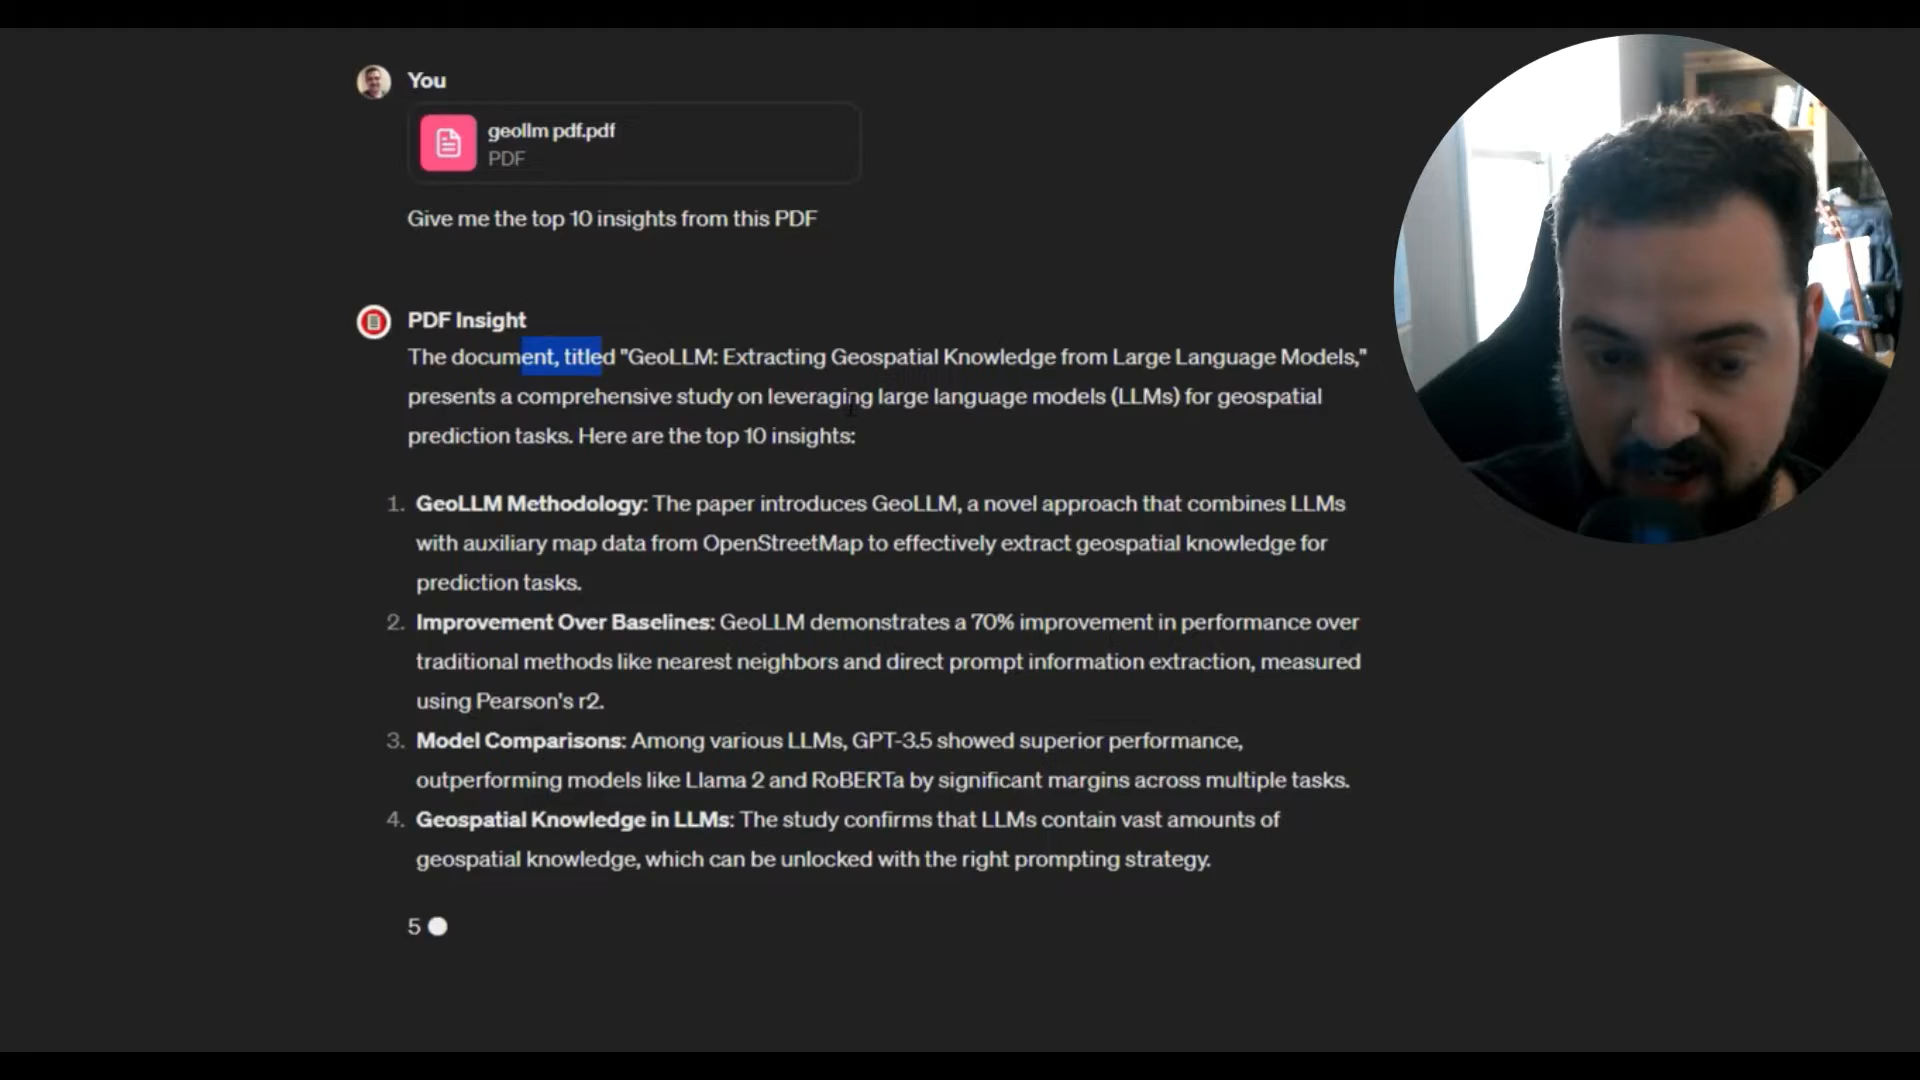 You
geollm pdf.pdf
PDF
Give me the top 10 insights from this PDF
PDF Insight
The document, titled "GeoLLM: Extracting Geospatial Knowledge from Large Language Models,"
presents a comprehensive study on leveraging large language models (LLMs) for geospatial
prediction tasks. Here are the top 10 insights:
1. GeoLLM Methodology: The paper introduces GeoLLM, a novel approach that combines LLMs
with auxiliary map data from OpenStreetMap to effectively extract geospatial knowledge for
prediction tasks.
2. Improvement Over Baselines: GeoLLM demonstrates a 70% improvement in performance over
traditional methods like nearest neighbors and direct prompt information extraction, measured
using Pearson's r2.
3. Model Comparisons: Among various LLMs, GPT-3.5 showed superior performance,
outperforming models like Llama 2 and RoBERTa by significant margins across multiple tasks.
4. Geospatial Knowledge in LLMs: The study confirms that LLMs contain vast amounts of
geospatial knowledge, which can be unlocked with the right prompting strategy.
5